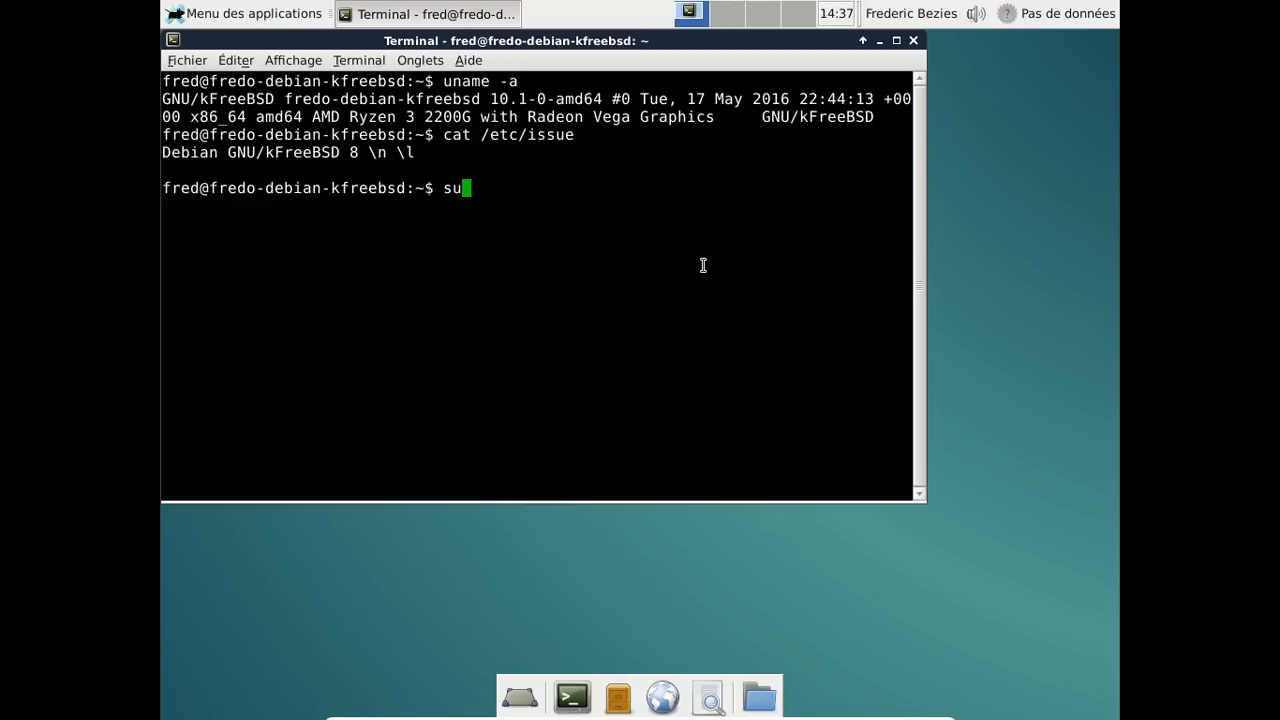 Menu des applications
Terminal - fred@fredo-d...
14:37
Frederic Bezies
Pas de données
Terminal - fred@fredo-debian-kfreebsd: ~
Fichier Éditer Affichage Terminal Onglets Aide
fred@fredo-debian-kfreebsd:~$ uname -a
GNU/kFreeBSD fredo-debian-kfreebsd 10.1-0-amd64 #0 Tue, 17 May 2016 22:44:13 +00
00 x86_64 amd64 AMD Ryzen 3 2200G with Radeon Vega Graphics     GNU/kFreeBSD
fred@fredo-debian-kfreebsd:~$ cat /etc/issue
Debian GNU/kFreeBSD 8 \n \l
fred@fredo-debian-kfreebsd:~$ su